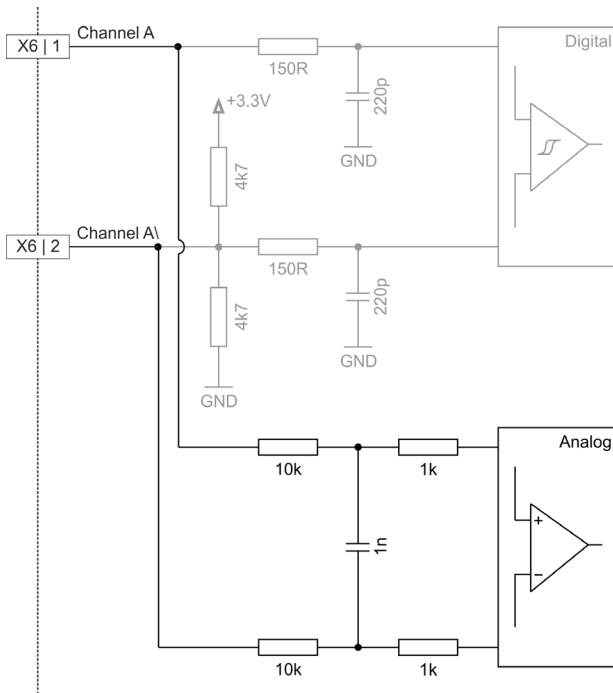 Channel A
Digital
X6 | 1
150R
220p
+3.3V
GND
4k7
Channel A\
X6 | 2
150R
220p
4k7
GND
GND
Analog
10k
1k
+
1n
−
10k
1k